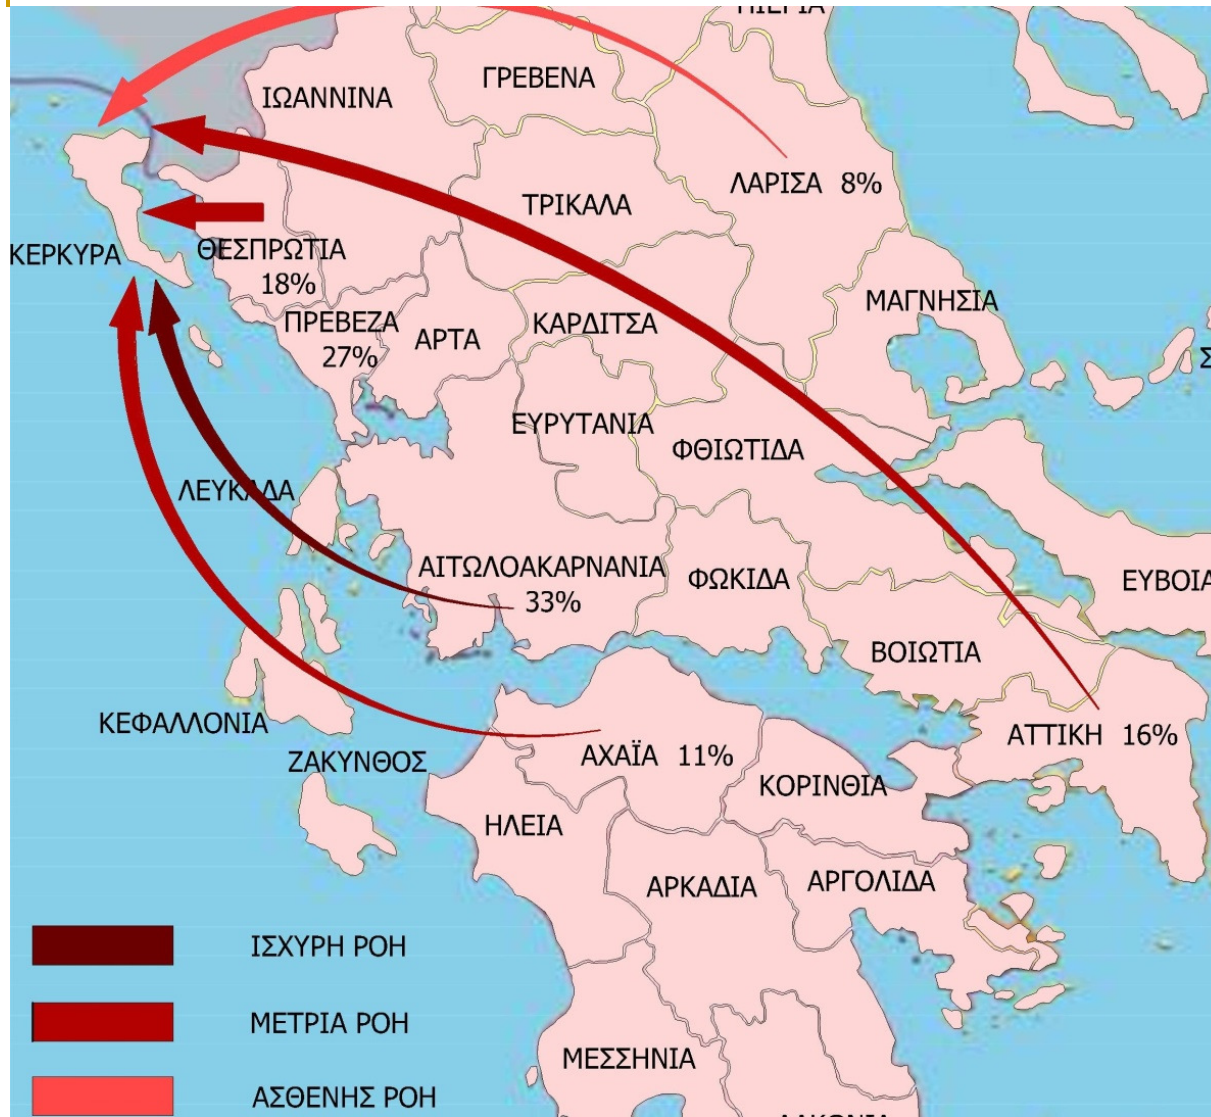 ΠΙΕΡΙΑ
ΓΡΕΒΕΝΑ
ΙΩΑΝΝΙΝΑ
ΛΑΡΙΣΑ 8%
ΤΡΙΚΑΛΑ
ΚΕΡΚΥΡΑ
ΘΕΣΠΡΩΤΙΑ
18%
ΜΑΓΝΗΣΙΑ
ΠΡΕΒΕΖΑ
27%
ΑΡΤΑ
ΚΑΡΔΙΤΣΑ
Σ
ΕΥΡΥΤΑΝΙΑ
ΦΘΙΩΤΙΔΑ
ΛΕΥΚΑΔΑ
ΑΙΤΩΛΟΑΚΑΡΝΑΝΙΑ
33%
ΦΩΚΙΔΑ
ΕΥΒΟΙΑ
ΒΟΙΩΤΙΑ
ΚΕΦΑΛΛΟΝΙΑ
ΑΤΤΙΚΗ 16%
ΖΑΚΥΝΘΟΣ
ΑΧΑΪΑ 11%
ΚΟΡΙΝΘΙΑ
ΗΛΕΙΑ
ΑΡΚΑΔΙΑ
ΑΡΓΟΛΙΔΑ
ΙΣΧΥΡΗ ΡΟΗ
ΜΕΤΡΙΑ ΡΟΗ
ΜΕΣΣΗΝΙΑ
ΑΣΘΕΝΗΣ ΡΟΗ